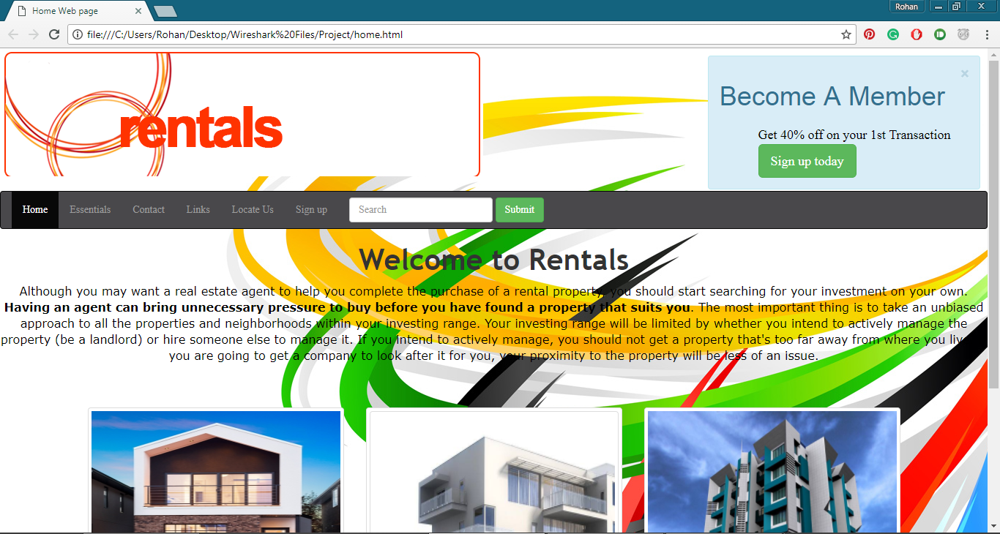 Home Web page
Rohan
file:///C:/Users/Rohan/Desktop/Wireshark%20Files/Project/home.html
rentals
×
Become A Member
Get 40% off on your 1st Transaction
Sign up today
Home Essentials Contact Links Locate Us Sign up Search Submit
Welcome to Rentals
Although you may want a real estate agent to help you complete the purchase of a rental property, you should start searching for your investment on your own.
Having an agent can bring unnecessary pressure to buy before you have found a property that suits you. The most important thing is to take an unbiased
approach to all the properties and neighborhoods within your investing range. Your investing range will be limited by whether you intend to actively manage the
property (be a landlord) or hire someone else to manage it. If you intend to actively manage, you should not get a property that's too far away from where you liv
you are going to get a company to look after it for you, your proximity to the property will be less of an issue.